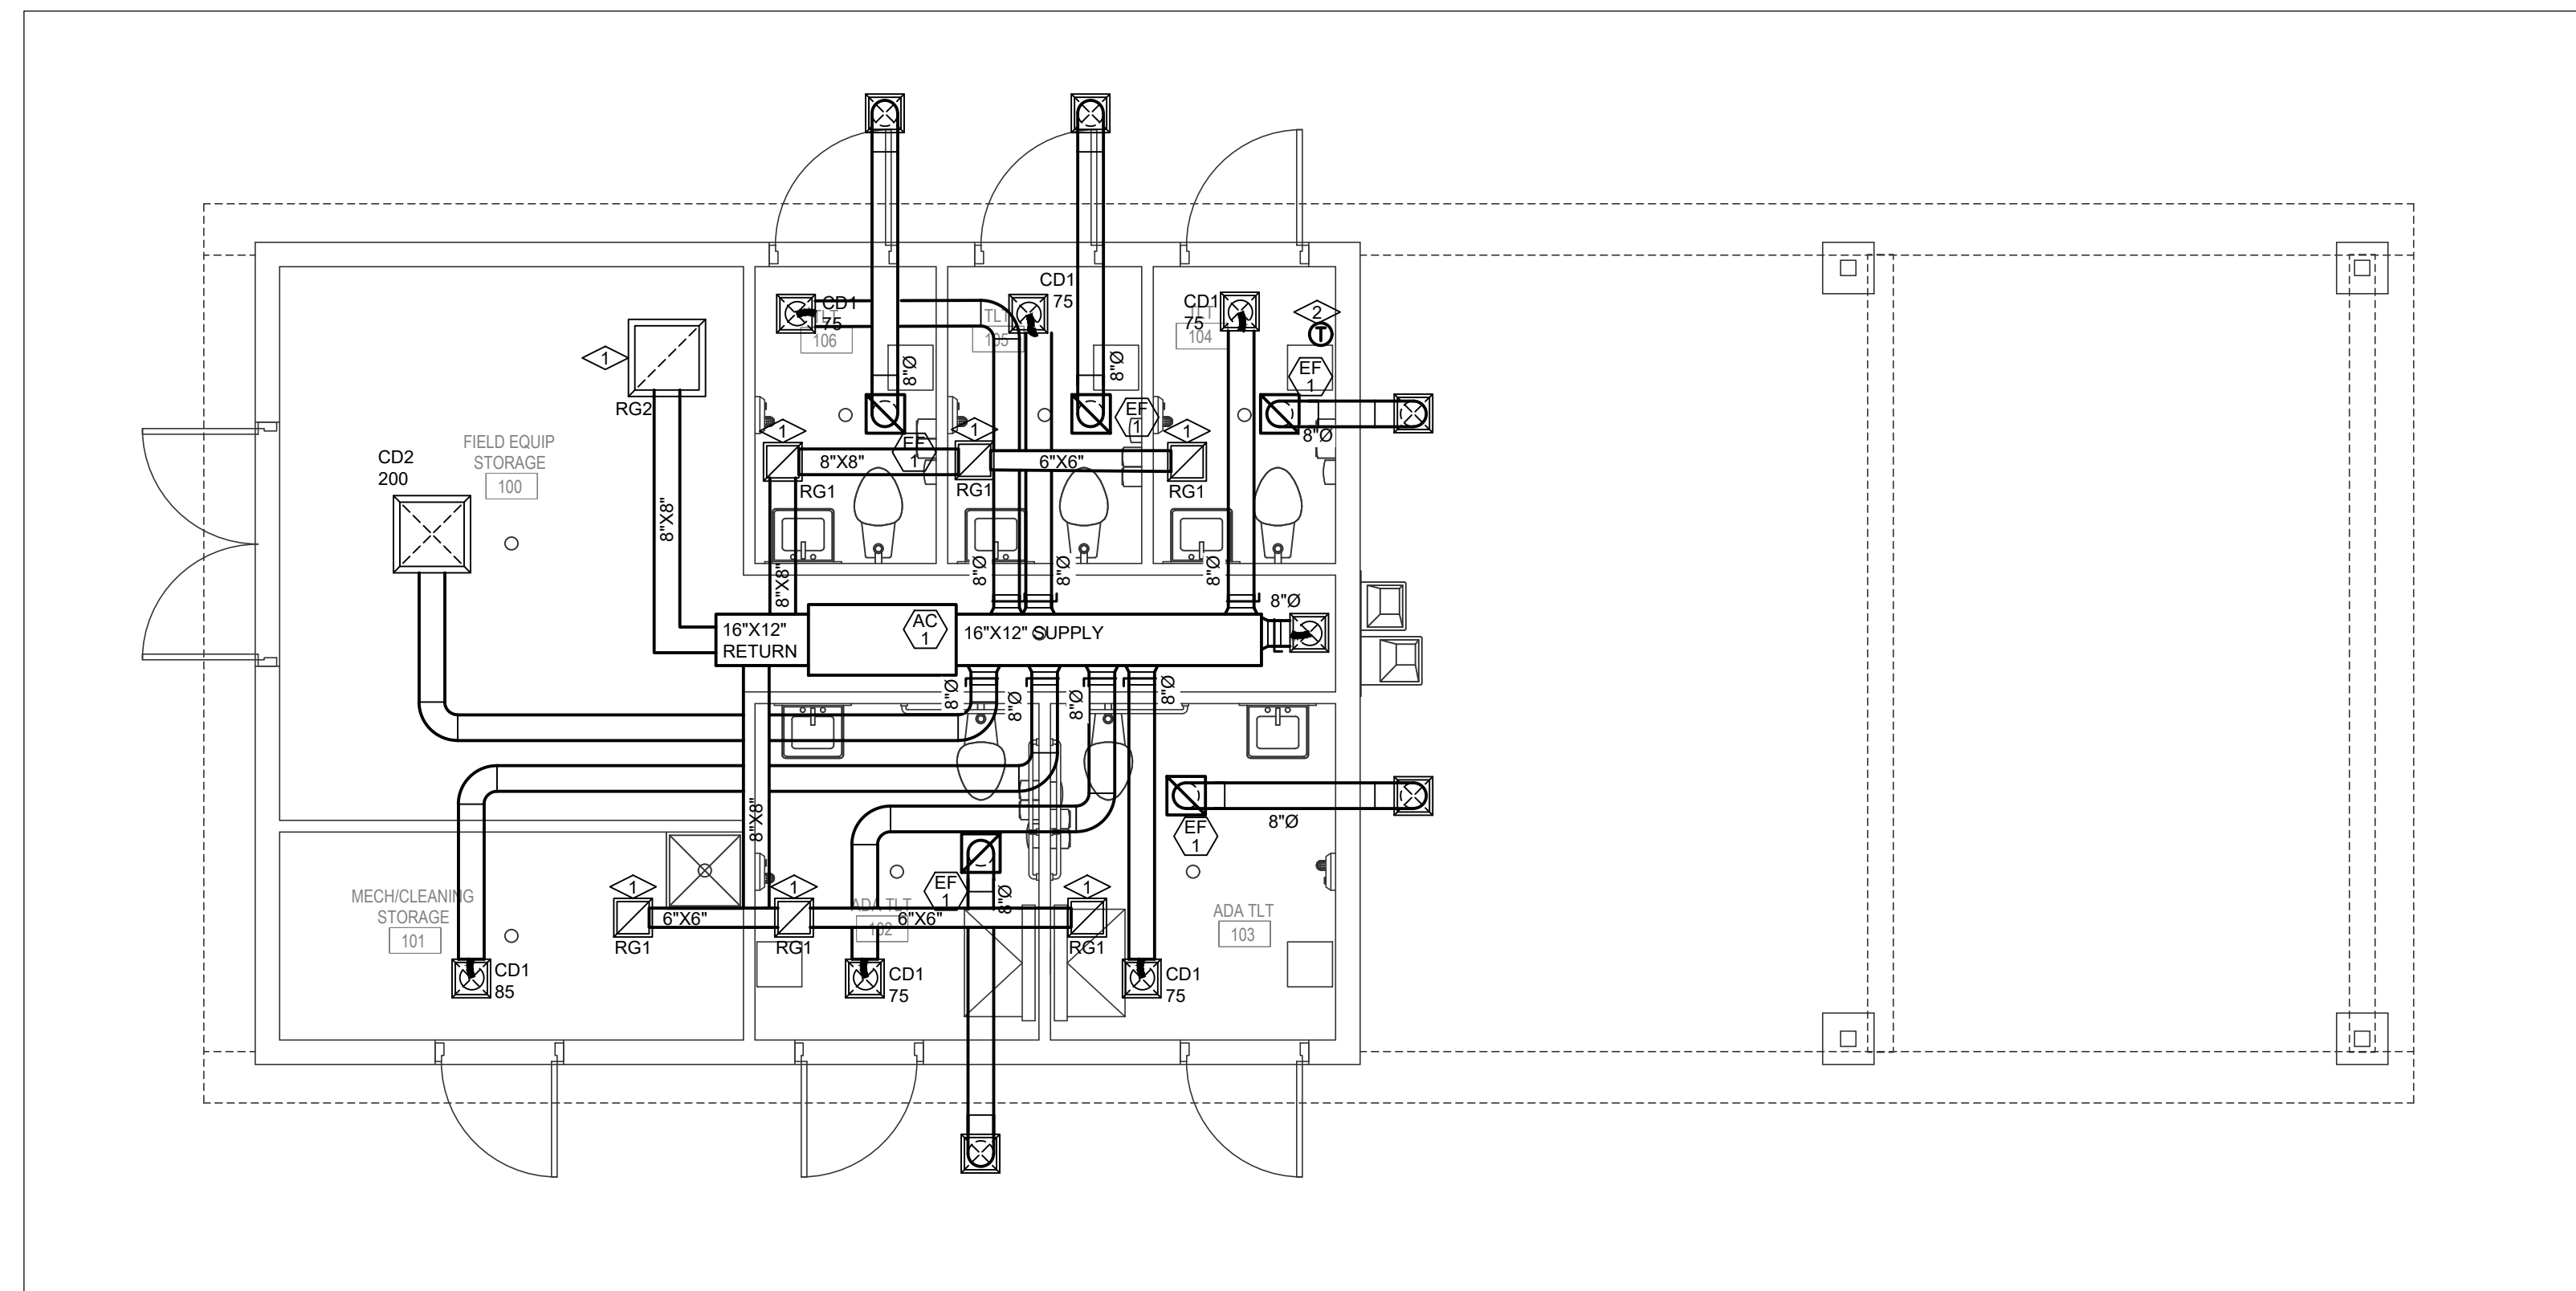 CD1
75
CD1
75
CD1
75
2
T
TLT
106
TLT
105
TLT
104
8"Ø
8"Ø
EF
1
1
RG2
8"Ø
EF
1
FIELD EQUIP
STORAGE
100
CD2
200
1
1
1
EF
1
8"X8"
6"X6"
RG1
RG1
RG1
8"X8"
8"X8"
8"Ø
8"Ø
8"Ø
8"Ø
16"X12"
RETURN
AC
1
16"X12" SUPPLY
8"Ø
8"Ø
8"Ø
8"Ø
8"X8"
8"Ø
EF
1
MECH/CLEANING
STORAGE
101
1
1
EF
1
8"Ø
1
ADA TLT
102
ADA TLT
103
6"X6"
6"X6"
RG1
RG1
RG1
CD1
85
CD1
75
CD1
75